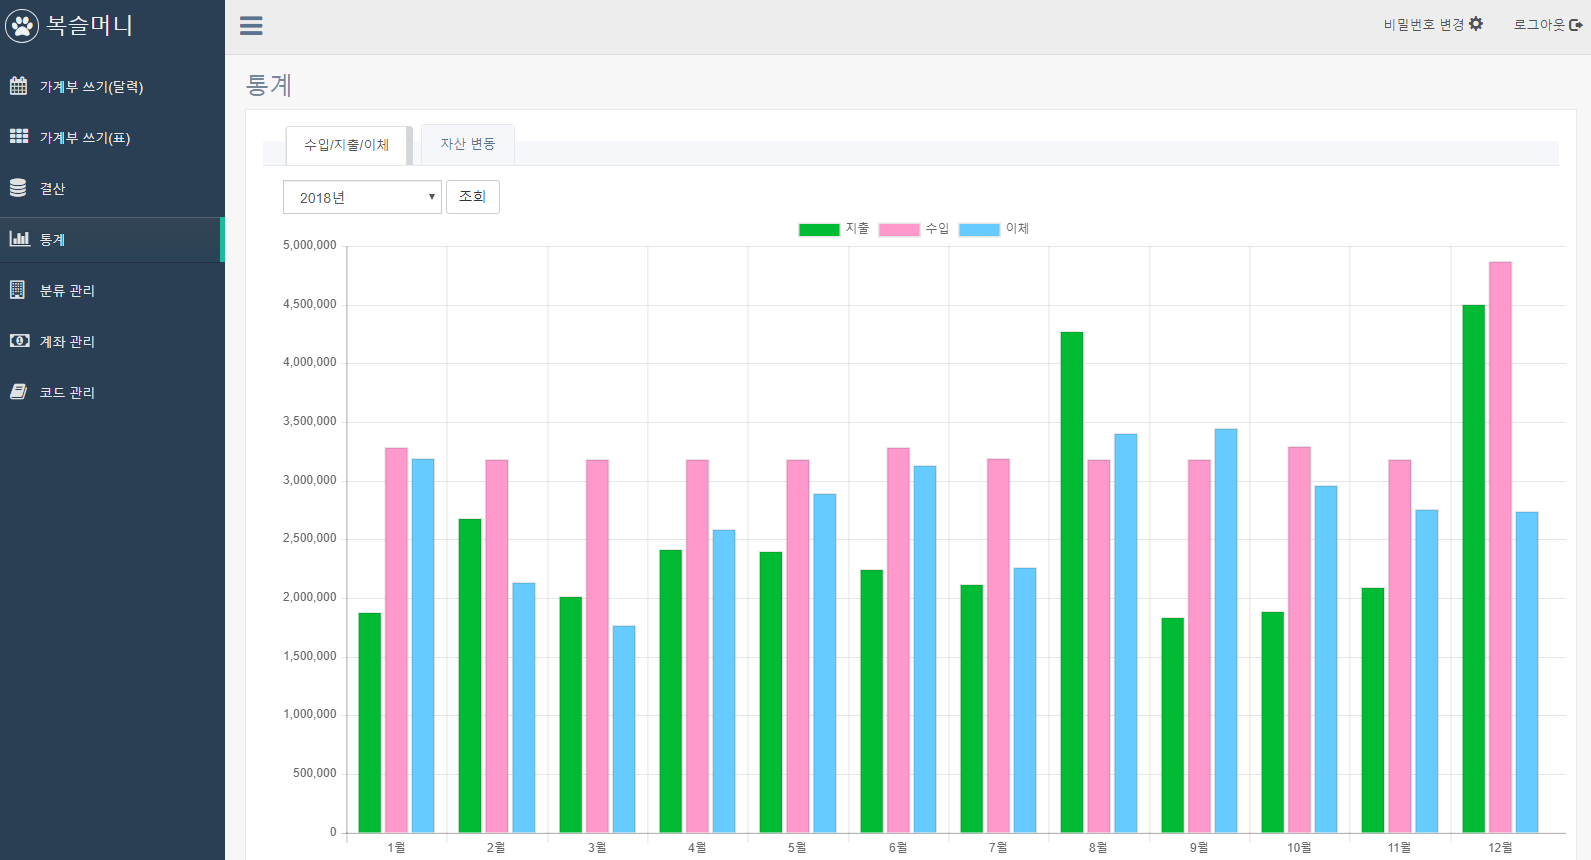 복슬머니
비밀번호 변경
로그아웃
가계부 쓰기(달력)
가계부 쓰기(표)
결산
통계
분류 관리
계좌 관리
코드 관리
통계
수입/지출/이체
자산 변동
2018년
조회
지출 수입 이체
5,000,000
4,500,000
4,000,000
3,500,000
3,000,000
2,500,000
2,000,000
1,500,000
1,000,000
500,000
0
1월 2월 3월 4월 5월 6월 7월 8월 9월 10월 11월 12월